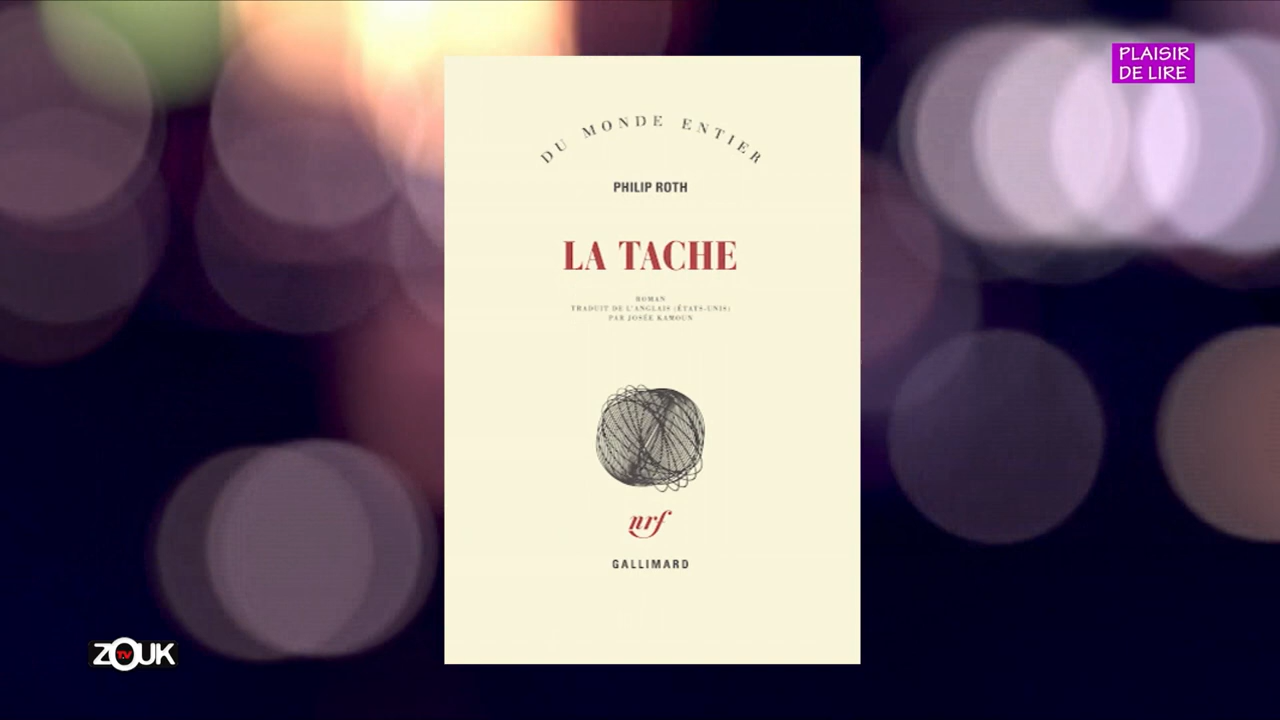 PLAISIR
DE LIRE
DU MONDE ENTIER
PHILIP ROTH
LA TACHE
ROMAN
TRADUIT DE L'ANGLAIS (ÉTATS-UNIS)
PAR JOSÉE KAMOUN
nrf
GALLIMARD
ZOUK
TV